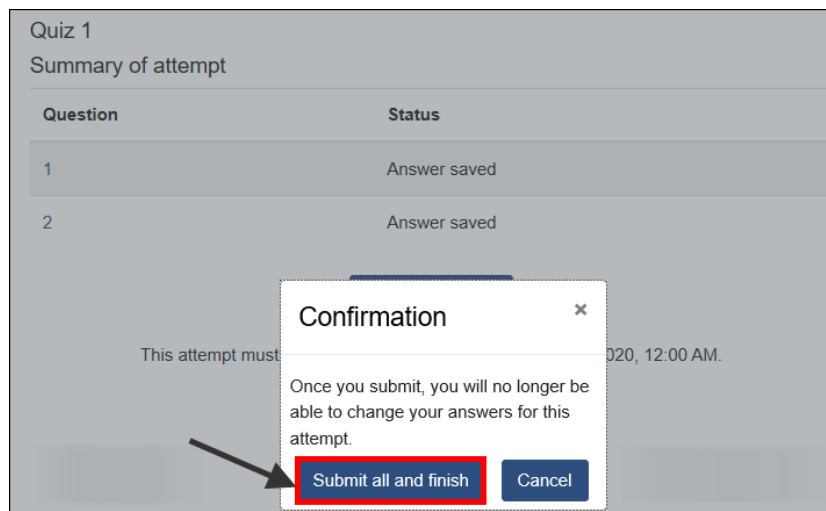 Quiz 1
Summary of attempt
Question Status
1 Answer saved
2 Answer saved
Confirmation ×
This attempt must 020, 12:00 AM.
Once you submit, you will no longer be
able to change your answers for this
attempt.
Submit all and finish Cancel